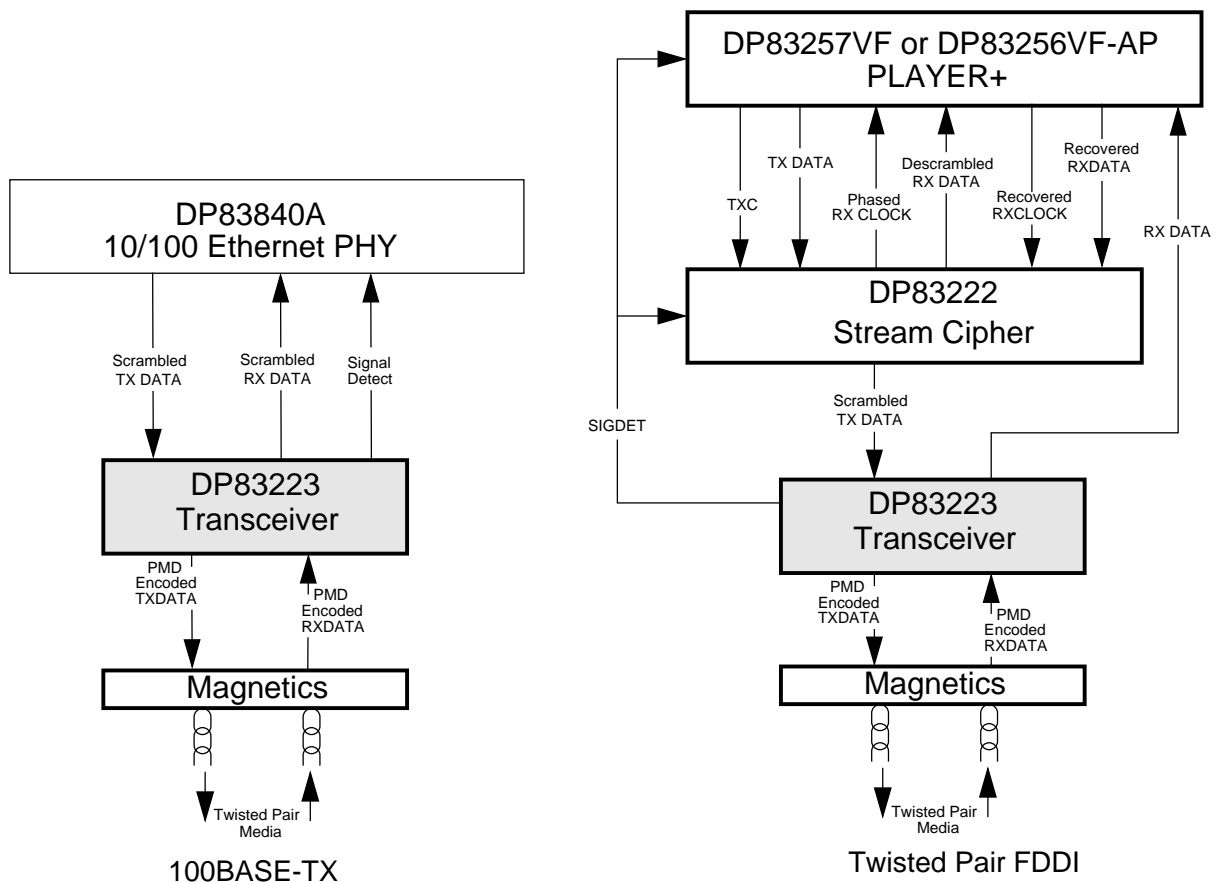 DP83840A
10/100 Ethernet PHY
Scrambled
TX DATA
Scrambled
RX DATA
Signal
Detect
DP83223
Transceiver
PMD
Encoded
TXDATA
PMD
Encoded
RXDATA
Magnetics
Twisted Pair
Media
100BASE-TX
DP83257VF or DP83256VF-AP
PLAYER+
TXC
TX DATA
Phased
RX CLOCK
Descrambled
RX DATA
Recovered
RXCLOCK
Recovered
RXDATA
RX DATA
DP83222
Stream Cipher
Scrambled
TX DATA
SIGDET
DP83223
Transceiver
PMD
Encoded
TXDATA
PMD
Encoded
RXDATA
Magnetics
Twisted Pair
Media
Twisted Pair FDDI